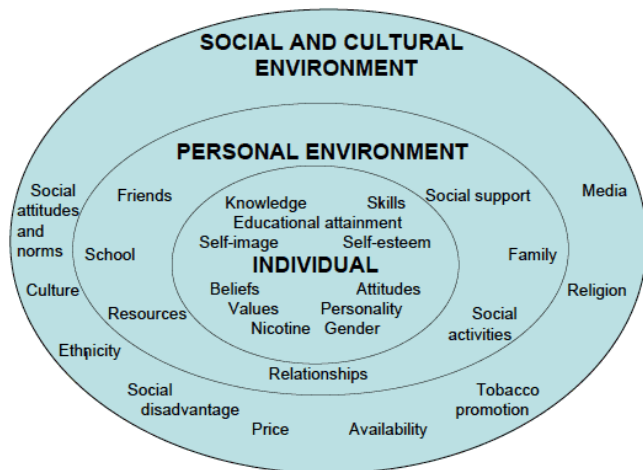 SOCIAL AND CULTURAL
ENVIRONMENT
PERSONAL ENVIRONMENT
Social
attitudes
and
norms
Friends
Knowledge
Skills
Social support
Media
Educational attainment
Self-image
Self-esteem
School
Family
INDIVIDUAL
Culture
Beliefs
Attitudes
Religion
Resources
Values
Personality
Social
activities
Nicotine
Gender
Ethnicity
Relationships
Social
disadvantage
Tobacco
promotion
Price
Availability